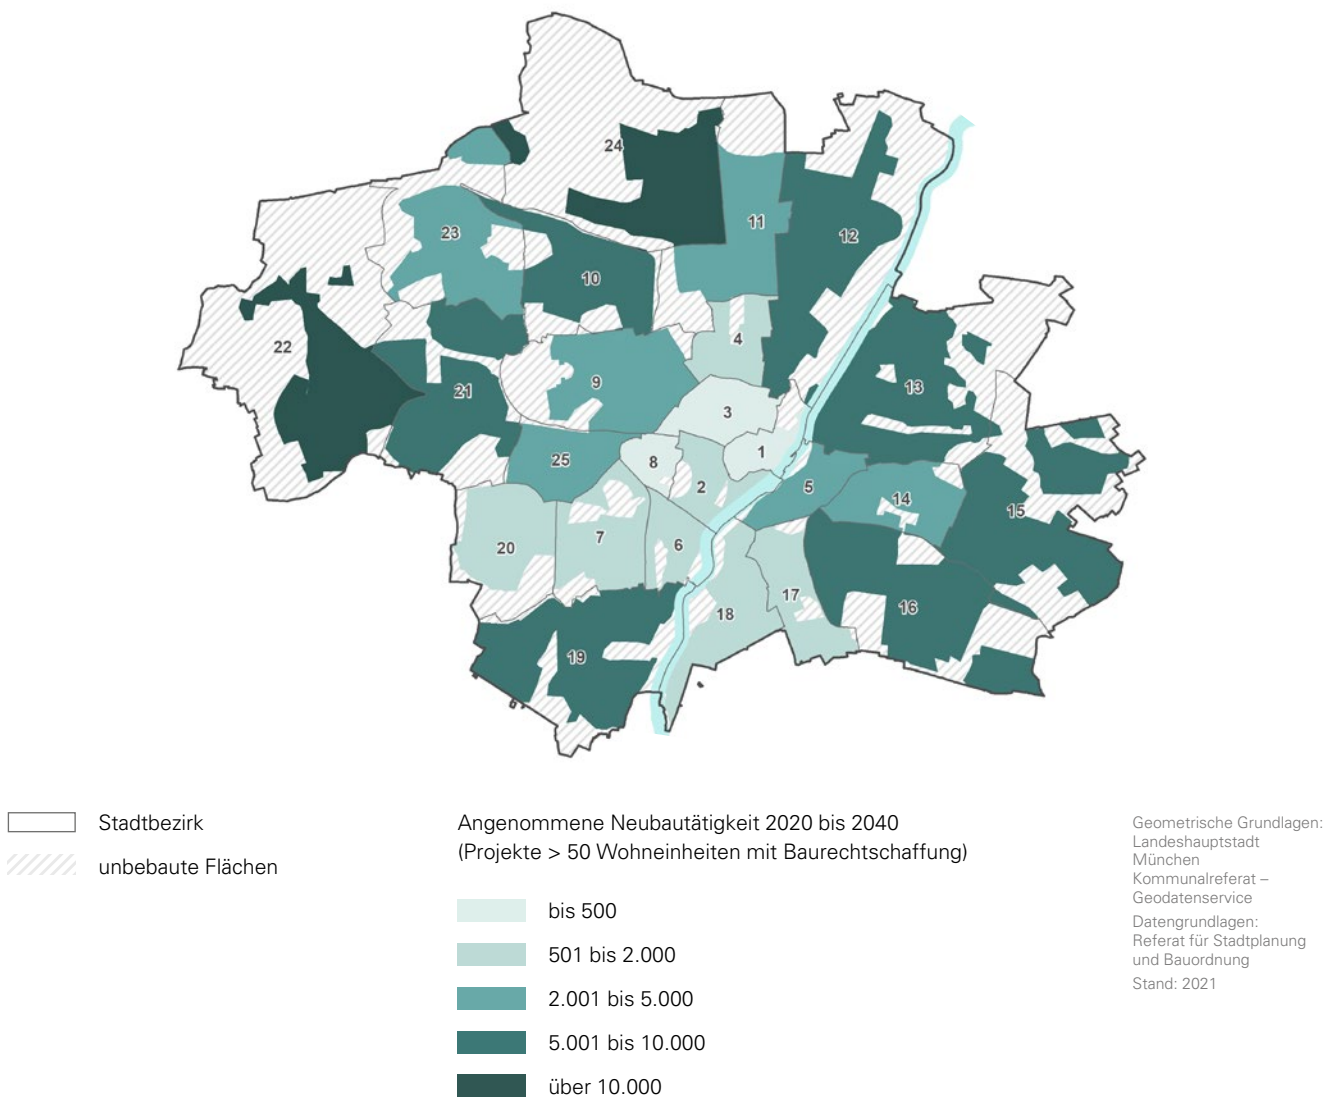 24
11
12
23
10
22
4
13
9
21
3
1
25
8
2
5
14
15
7
6
20
17
16
18
19
Stadtbezirk
unbebaute Flächen
Angenommene Neubautätigkeit 2020 bis 2040
(Projekte > 50 Wohneinheiten mit Baurechtschaffung)
bis 500
501 bis 2.000
2.001 bis 5.000
5.001 bis 10.000
über 10.000
Geometrische Grundlagen:
Landeshauptstadt
München
Kommunalreferat –
Geodatenservice
Datengrundlagen:
Referat für Stadtplanung
und Bauordnung
Stand: 2021